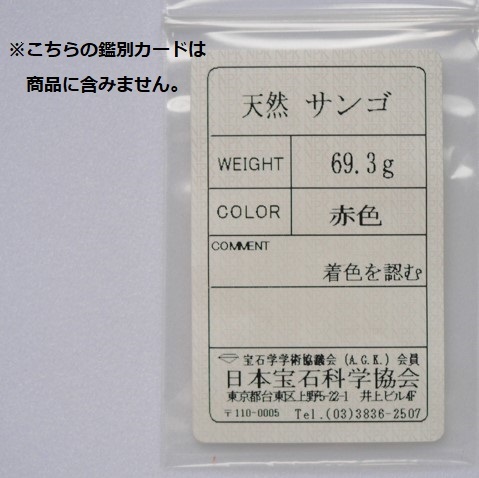 ※こちらの鑑別カードは
商品に含みません。
天然 サンゴ
WEIGHT 69.3g
COLOR 赤色
COMMENT
着色を認む
宝石学学術協議会 (A.G.K.) 会員
日本宝石科学協会
東京都台東区上野5-22-1 井上ビル4F
〒110-0005 Tel.(03)3836-2507